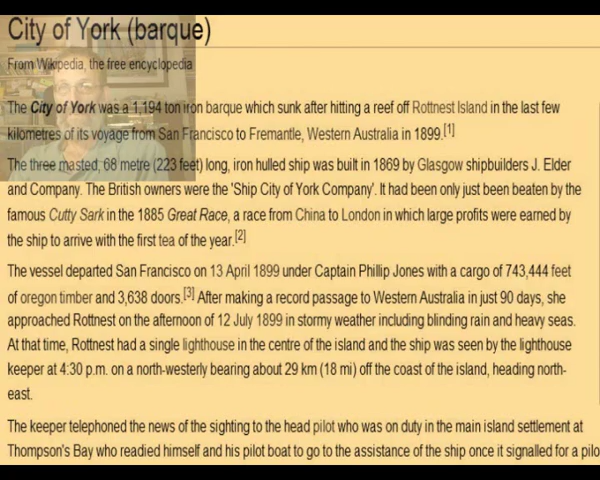 City of York (barque)
From Wikipedia, the free encyclopedia
The City of York was a 1,194 ton iron barque which sunk after hitting a reef off Rottnest Island in the last few
kilometres of its voyage from San Francisco to Fremantle, Western Australia in 1899.[1]
The three masted, 68 metre (223 feet) long, iron hulled ship was built in 1869 by Glasgow shipbuilders J. Elder
and Company. The British owners were the 'Ship City of York Company'. It had been only just been beaten by the
famous Cutty Sark in the 1885 Great Race, a race from China to London in which large profits were earned by
the ship to arrive with the first tea of the year.[2]
The vessel departed San Francisco on 13 April 1899 under Captain Phillip Jones with a cargo of 743,444 feet
of oregon timber and 3,638 doors.[3] After making a record passage to Western Australia in just 90 days, she
approached Rottnest on the afternoon of 12 July 1899 in stormy weather including blinding rain and heavy seas.
At that time, Rottnest had a single lighthouse in the centre of the island and the ship was seen by the lighthouse
keeper at 4:30 p.m. on a north-westerly bearing about 29 km (18 mi) off the coast of the island, heading north-
east.
The keeper telephoned the news of the sighting to the head pilot who was on duty in the main island settlement at
Thompson's Bay who readied himself and his pilot boat to go to the assistance of the ship once it signalled for a pilo